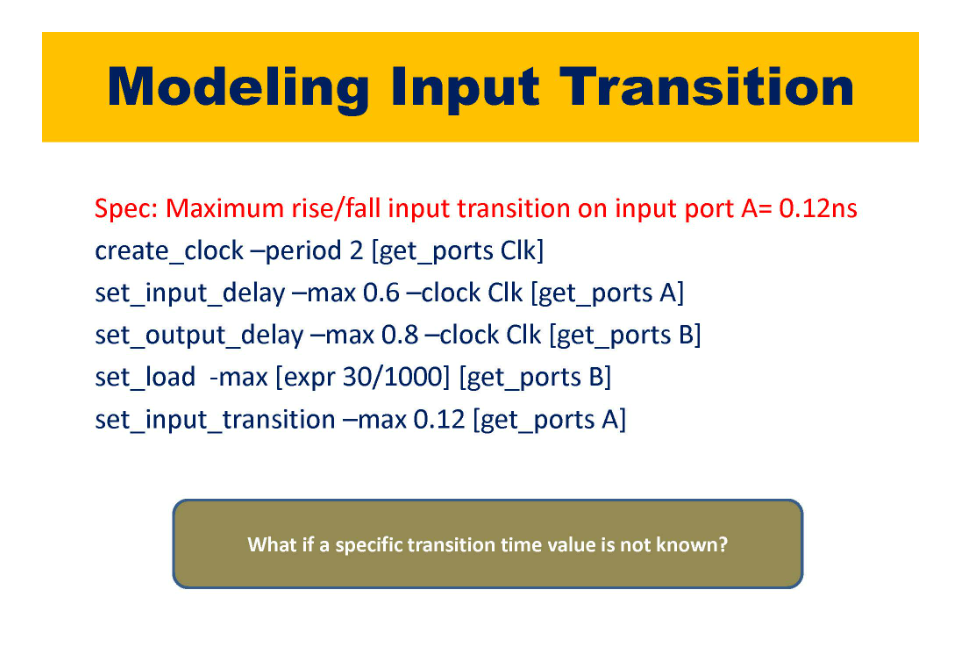 Modeling Input Transition
Spec: Maximum rise/fall input transition on input port A= 0.12ns
create_clock –period 2 [get_ports Clk]
set_input_delay –max 0.6 –clock Clk [get_ports A]
set_output_delay –max 0.8 –clock Clk [get_ports B]
set_load  -max [expr 30/1000] [get_ports B]
set_input_transition –max 0.12 [get_ports A]
What if a specific transition time value is not known?